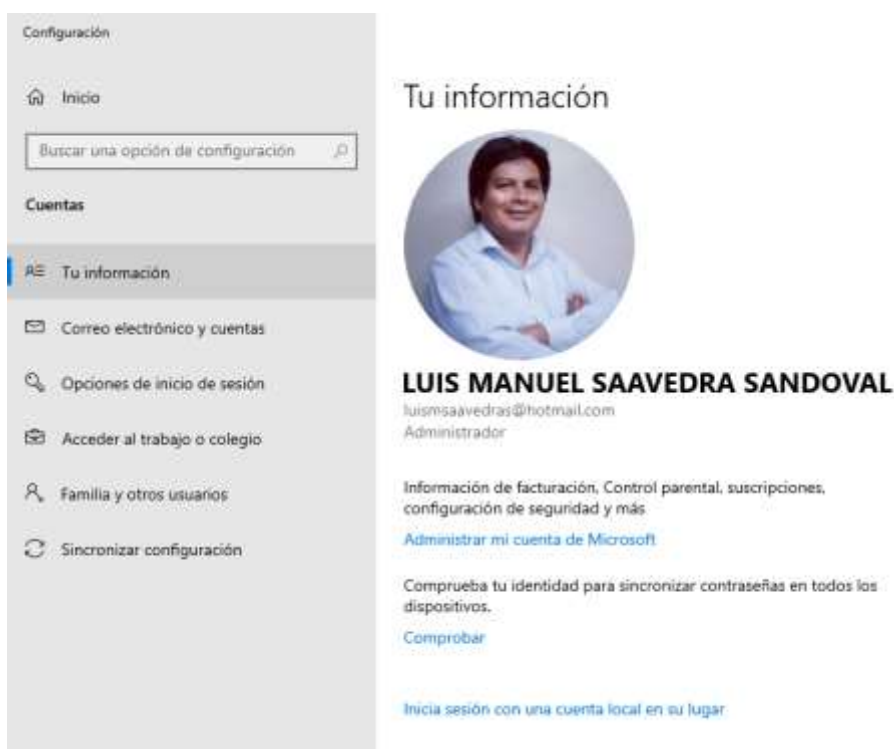 Configuración
Inicio
Buscar una opción de configuración
Cuentas
Tu información
Correo electrónico y cuentas
Opciones de inicio de sesión
Acceder al trabajo o colegio
Familia y otros usuarios
Sincronizar configuración
Tu información
LUIS MANUEL SAAVEDRA SANDOVAL
luismsaavedras@hotmail.com
Administrador
Información de facturación, Control parental, suscripciones,
configuración de seguridad y más
Administrar mi cuenta de Microsoft
Comprueba tu identidad para sincronizar contraseñas en todos los
dispositivos.
Comprobar
Inicia sesión con una cuenta local en su lugar